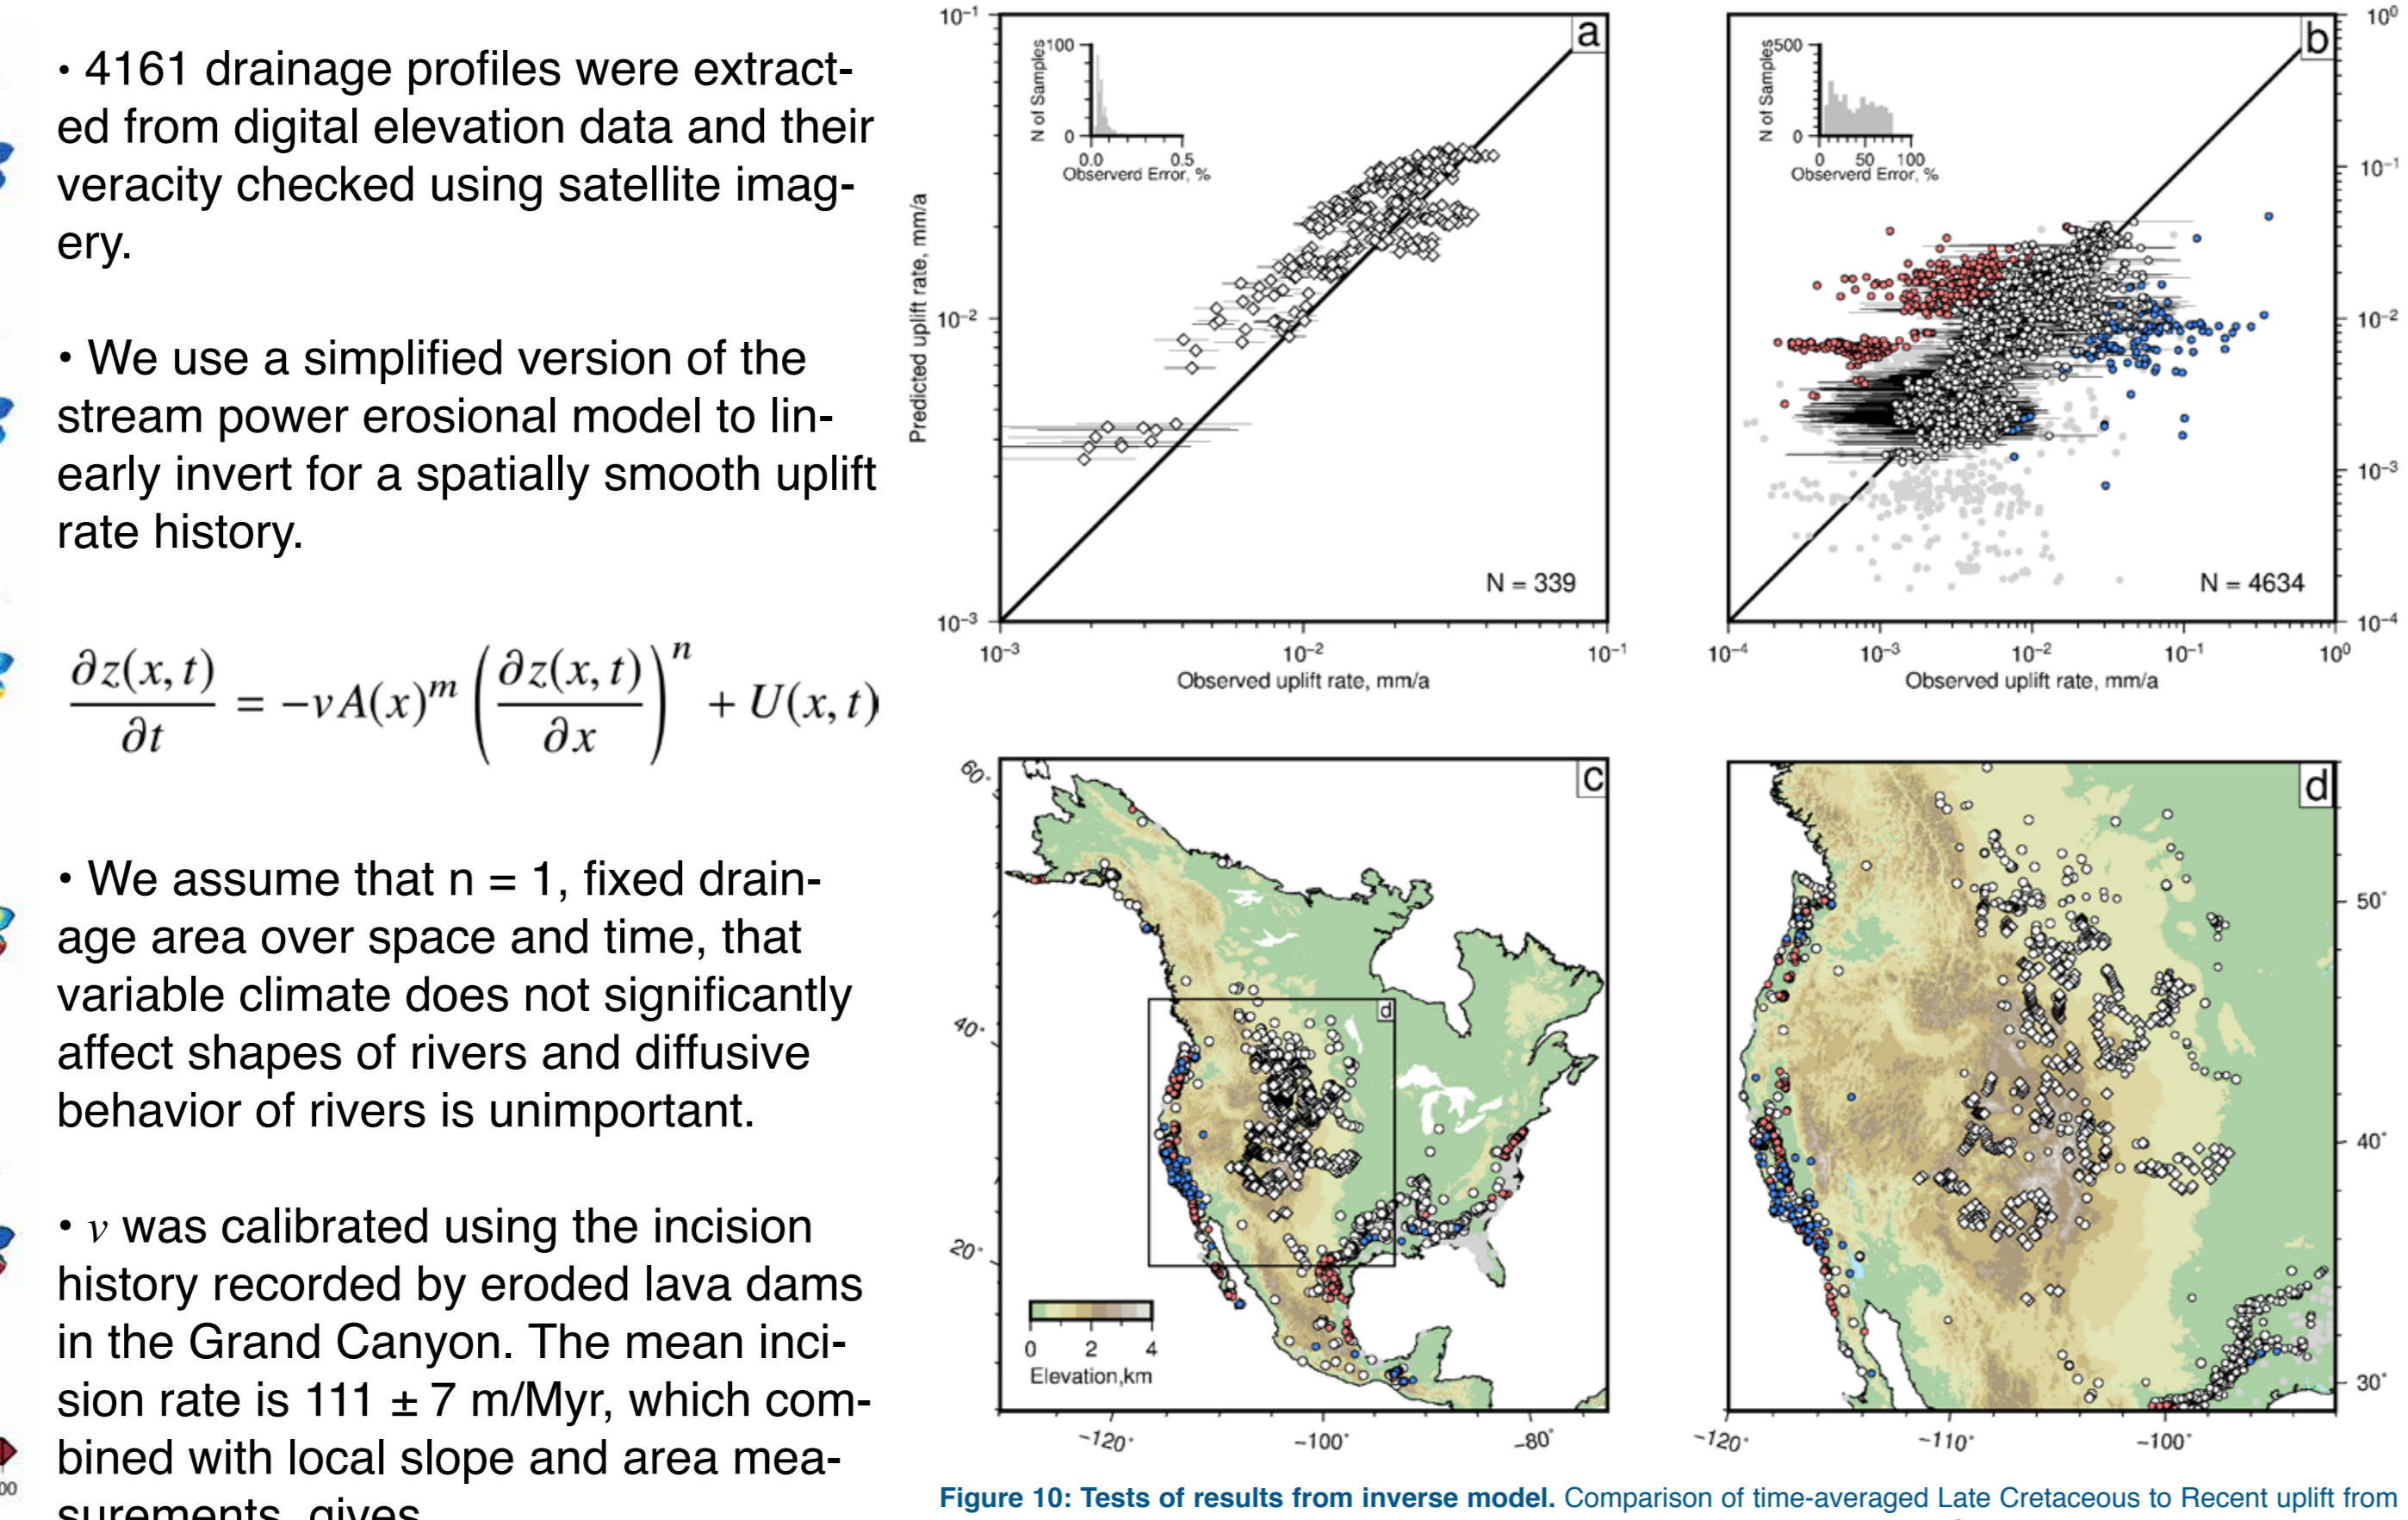 • 4161 drainage profiles were extract-
ed from digital elevation data and their
veracity checked using satellite imag-
ery.
• We use a simplified version of the
stream power erosional model to lin-
early invert for a spatially smooth uplift
rate history.
∂z(x, t)/∂t = −vA(x)^m (∂z(x, t)/∂x)^n + U(x, t)
• We assume that n = 1, fixed drain-
age area over space and time, that
variable climate does not significantly
affect shapes of rivers and diffusive
behavior of rivers is unimportant.
• v was calibrated using the incision
history recorded by eroded lava dams
in the Grand Canyon. The mean inci-
sion rate is 111 ± 7 m/Myr, which com-
bined with local slope and area mea-
surements, gives
00
a
10⁻¹
10⁻²
10⁻³
Predicted uplift rate, mm/a
N of Samples
100
0
0.0 0.5
Observerd Error, %
N = 339
10⁻³ 10⁻² 10⁻¹
Observed uplift rate, mm/a
b
N of Samples
500
0
0 50 100
Observerd Error, %
N = 4634
10⁰
10⁻¹
10⁻²
10⁻³
10⁻⁴
10⁻⁴ 10⁻³ 10⁻² 10⁻¹ 10⁰
Observed uplift rate, mm/a
c
60°
40°
20°
d
0 2 4
Elevation,km
−120° −100° −80°
d
50°
40°
30°
−120° −110° −100°
Figure 10: Tests of results from inverse model. Comparison of time-averaged Late Cretaceous to Recent uplift from